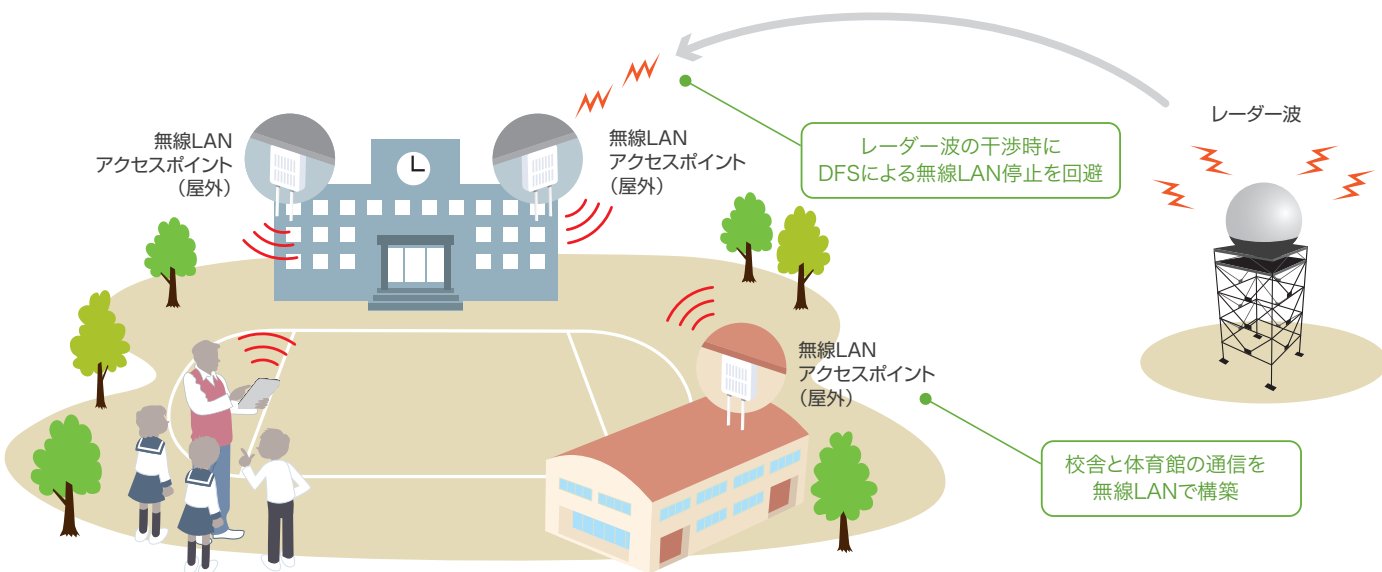 無線LAN
アクセスポイント
（屋外）
無線LAN
アクセスポイント
（屋外）
レーダー波の干渉時に
DFSによる無線LAN停止を回避
レーダー波
無線LAN
アクセスポイント
（屋外）
校舎と体育館の通信を
無線LANで構築